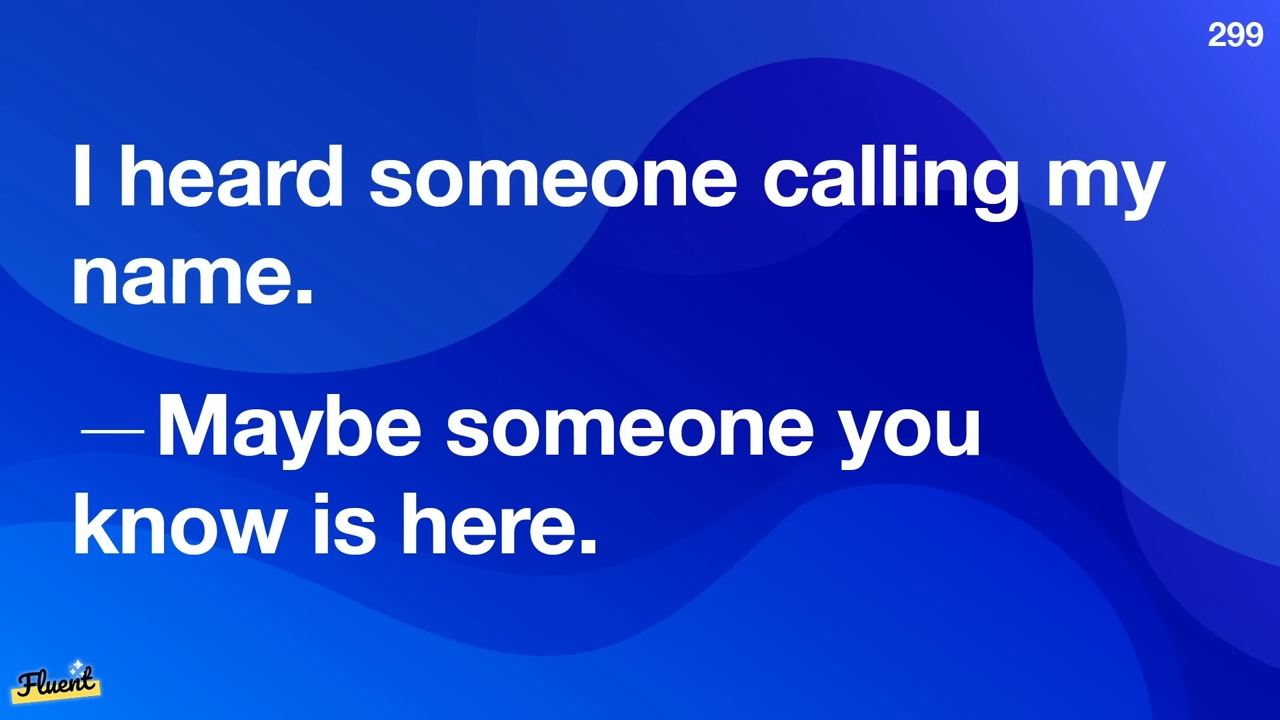 299
I heard someone calling my
name.
— Maybe someone you
know is here.
Fluent